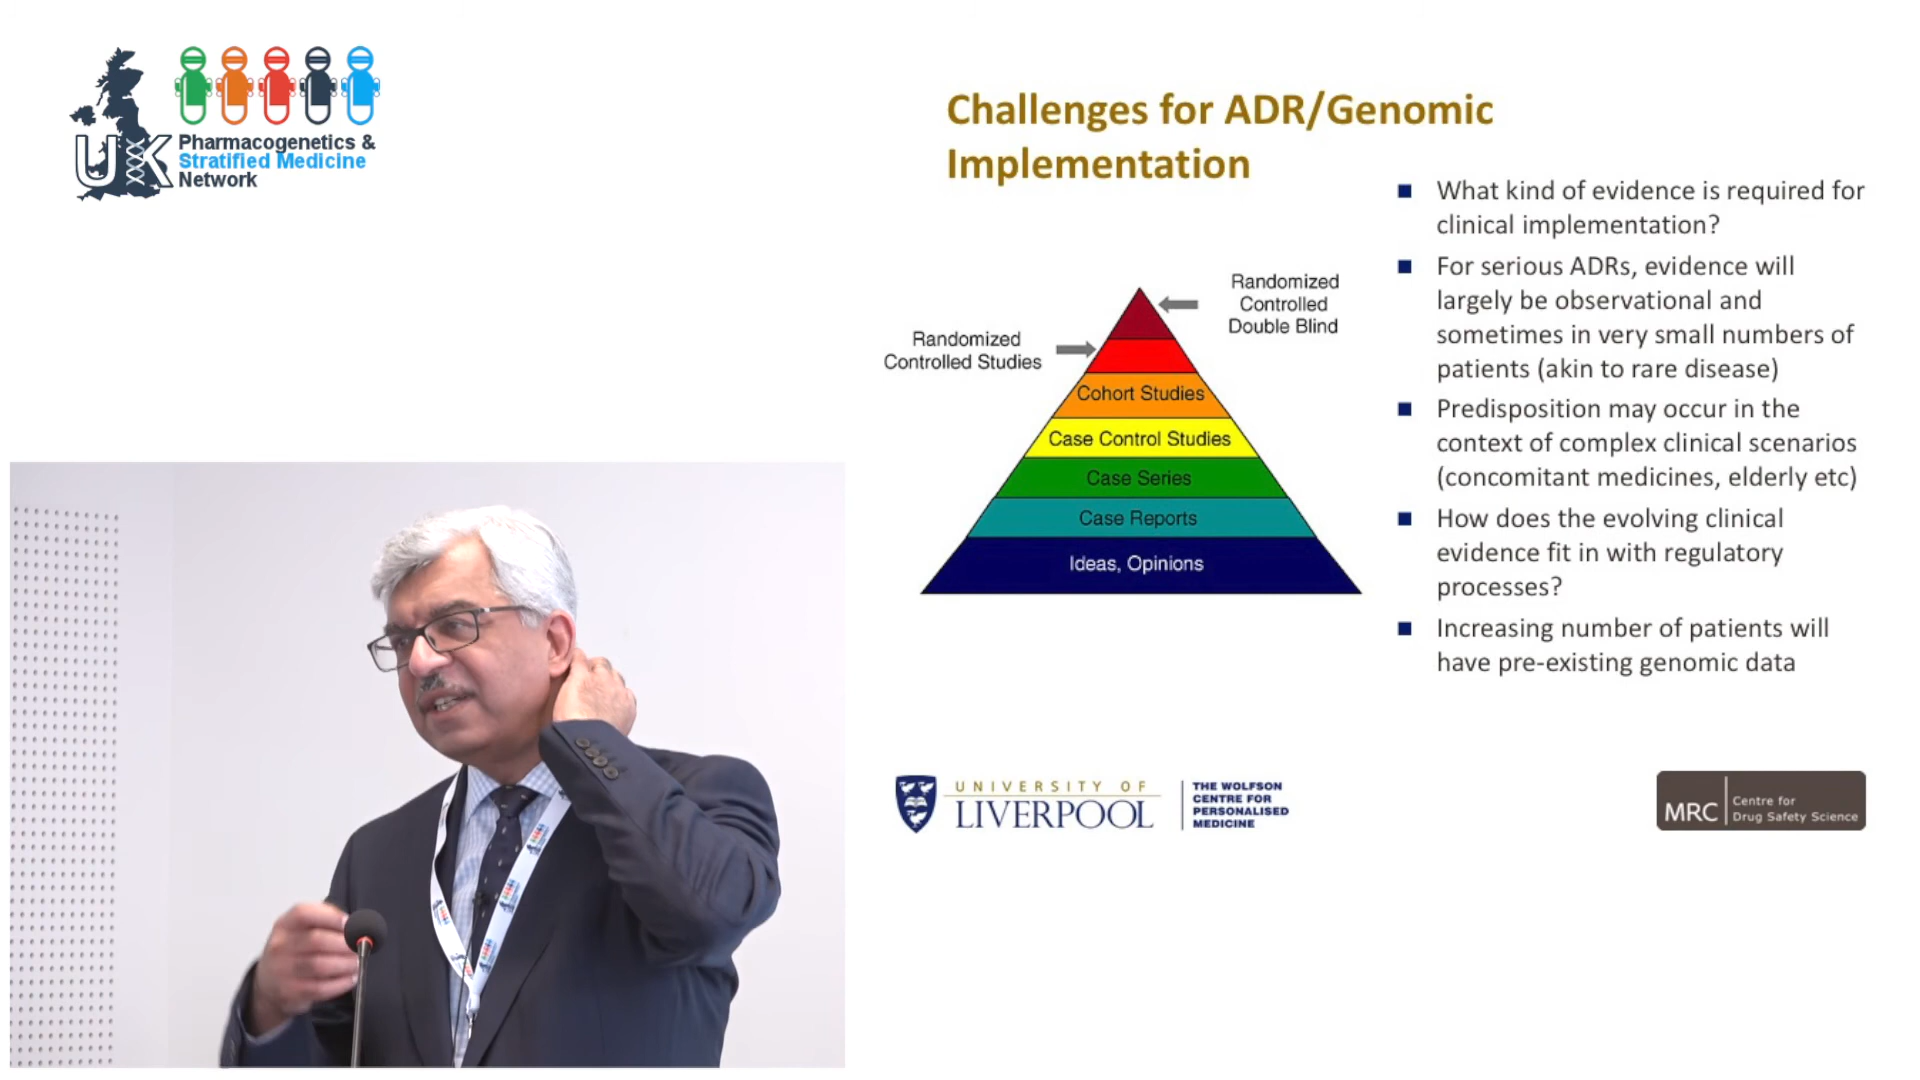 UK
Pharmacogenetics &
Stratified Medicine
Network
Challenges for ADR/Genomic
Implementation
What kind of evidence is required for
clinical implementation?
For serious ADRs, evidence will
largely be observational and
sometimes in very small numbers of
patients (akin to rare disease)
Predisposition may occur in the
context of complex clinical scenarios
(concomitant medicines, elderly etc)
How does the evolving clinical
evidence fit in with regulatory
processes?
Increasing number of patients will
have pre-existing genomic data
Randomized
Controlled
Double Blind
Randomized
Controlled Studies
Cohort Studies
Case Control Studies
Case Series
Case Reports
Ideas, Opinions
UNIVERSITY OF
LIVERPOOL
THE WOLFSON
CENTRE FOR
PERSONALISED
MEDICINE
MRC
Centre for
Drug Safety Science